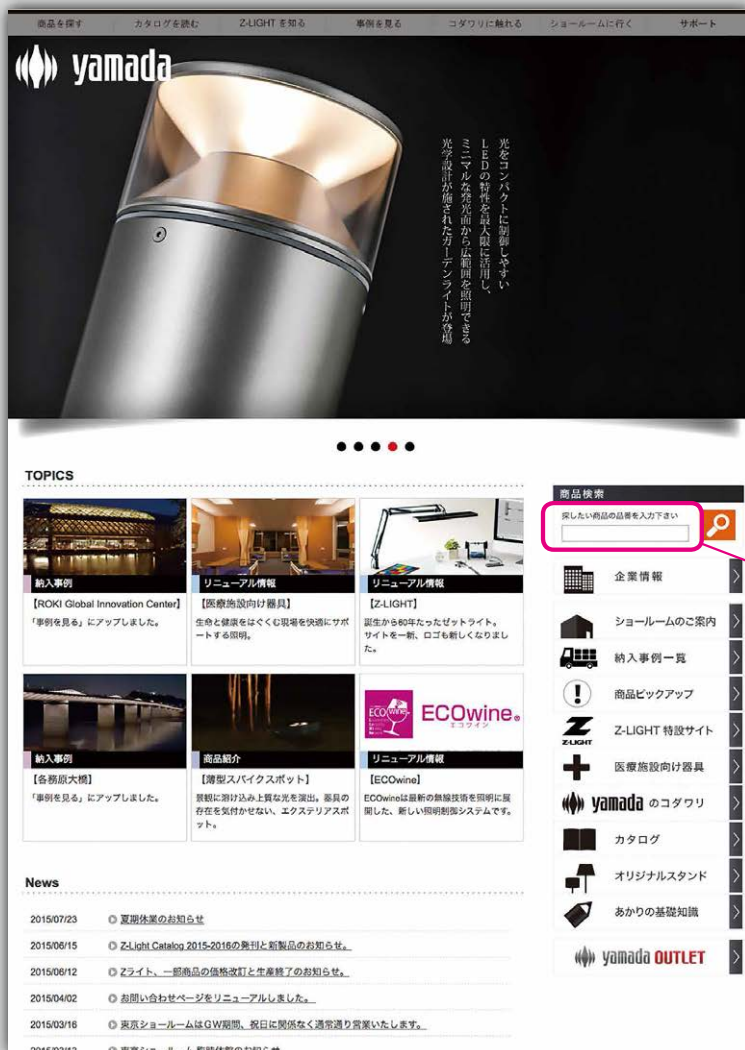 商品を探す
カタログを読む
Z-LIGHT を知る
事例を見る
コダワリに触れる
ショールームに行く
サポート
yamada
光をコンパクトに制御しやすい
LEDの特性を最大限に活用し、
ミニマルな発光面から広範囲を照明できる
光学設計が施されたガーデンライトが登場
TOPICS
納入事例
【ROKI Global Innovation Center】
「事例を見る」にアップしました。
リニューアル情報
【医療施設向け器具】
生命と健康をはぐくむ現場を快適にサポ
ートする照明。
リニューアル情報
【Z-LIGHT】
誕生から60年たったゼットライト。
サイトを一新、ロゴも新しくなりまし
た。
納入事例
【各務原大橋】
「事例を見る」にアップしました。
商品紹介
【薄型スパイクスポット】
景観に溶け込み上質な光を演出。器具の
存在を気付かせない、エクステリアスポ
ット。
ECO wine
ECOwine®
エコワイン
リニューアル情報
【ECOwine】
ECOwineは最新の無線技術を照明に展
開した、新しい照明制御システムです。
商品検索
探したい商品の品番を入力下さい
企業情報
ショールームのご案内
納入事例一覧
商品ピックアップ
Z-LIGHT
Z-LIGHT 特設サイト
医療施設向け器具
yamada のコダワリ
カタログ
オリジナルスタンド
あかりの基礎知識
yamada OUTLET
News
2015/07/23 夏期休業のお知らせ
2015/06/15 Z-Light Catalog 2015-2016の発刊と新製品のお知らせ。
2015/06/12 Zライト、一部商品の価格改訂と生産終了のお知らせ。
2015/04/02 お問い合わせページをリニューアルしました。
2015/03/16 東京ショールームはGW期間、祝日に関係なく通常通り営業いたします。